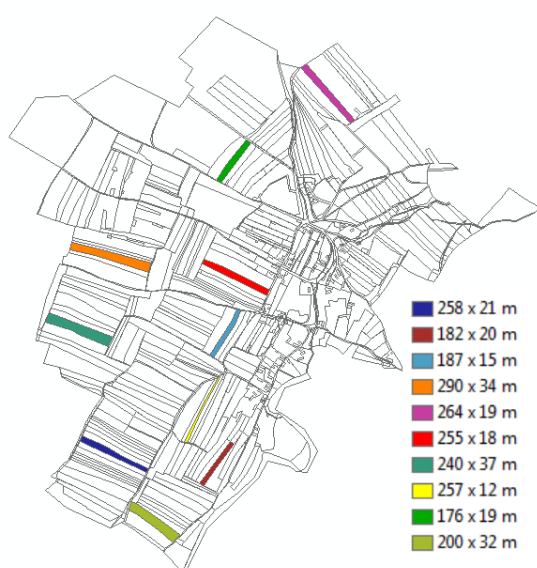 258 x 21 m
182 x 20 m
187 x 15 m
290 x 34 m
264 x 19 m
255 x 18 m
240 x 37 m
257 x 12 m
176 x 19 m
200 x 32 m